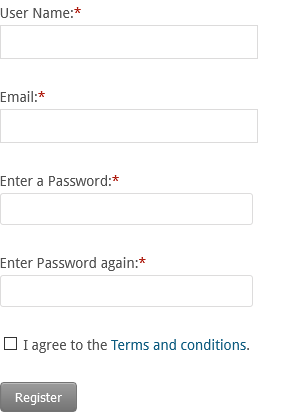 User Name:*
Email:*
Enter a Password:*
Enter Password again:*
I agree to the Terms and conditions.
Register